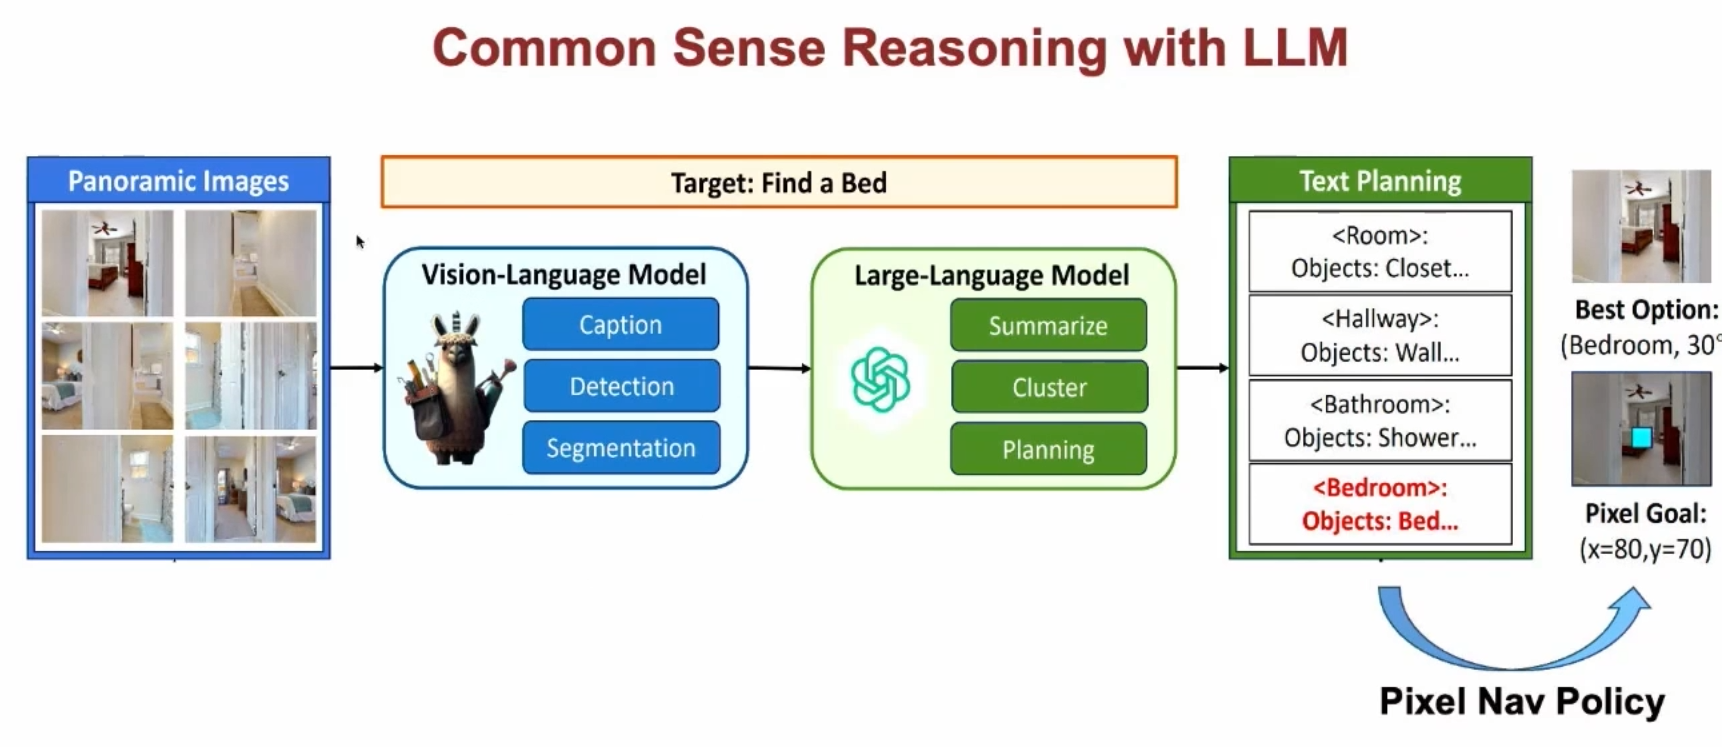 Common Sense Reasoning with LLM
Panoramic Images
Target: Find a Bed
Vision-Language Model
Caption
Detection
Segmentation
Large-Language Model
Summarize
Cluster
Planning
Text Planning
<Room>:
Objects: Closet...
<Hallway>:
Objects: Wall...
<Bathroom>:
Objects: Shower...
<Bedroom>:
Objects: Bed...
Best Option:
(Bedroom, 30°
Pixel Goal:
(x=80,y=70)
Pixel Nav Policy